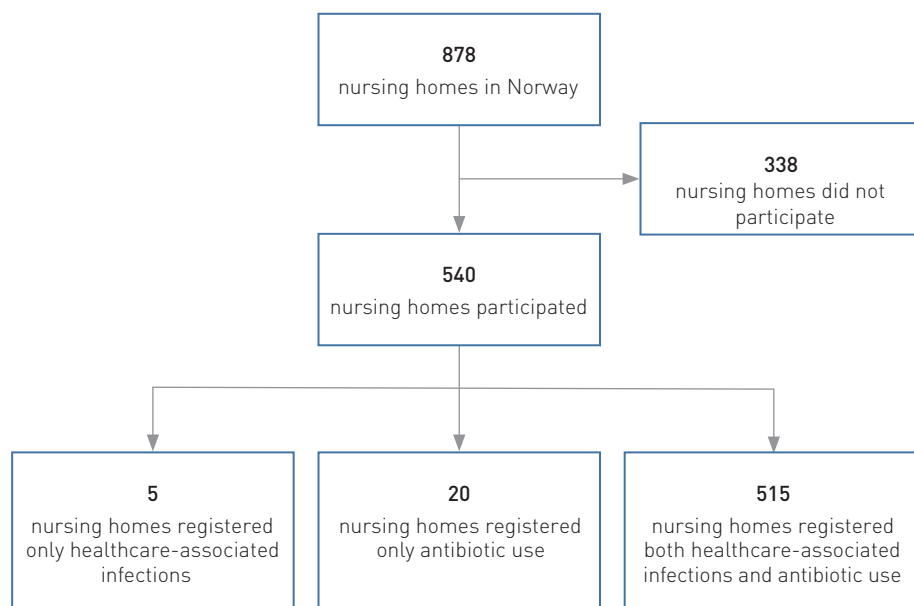 878
nursing homes in Norway
338
nursing homes did not
participate
540
nursing homes participated
5
nursing homes registered
only healthcare-associated
infections
20
nursing homes registered
only antibiotic use
515
nursing homes registered
both healthcare-associated
infections and antibiotic use